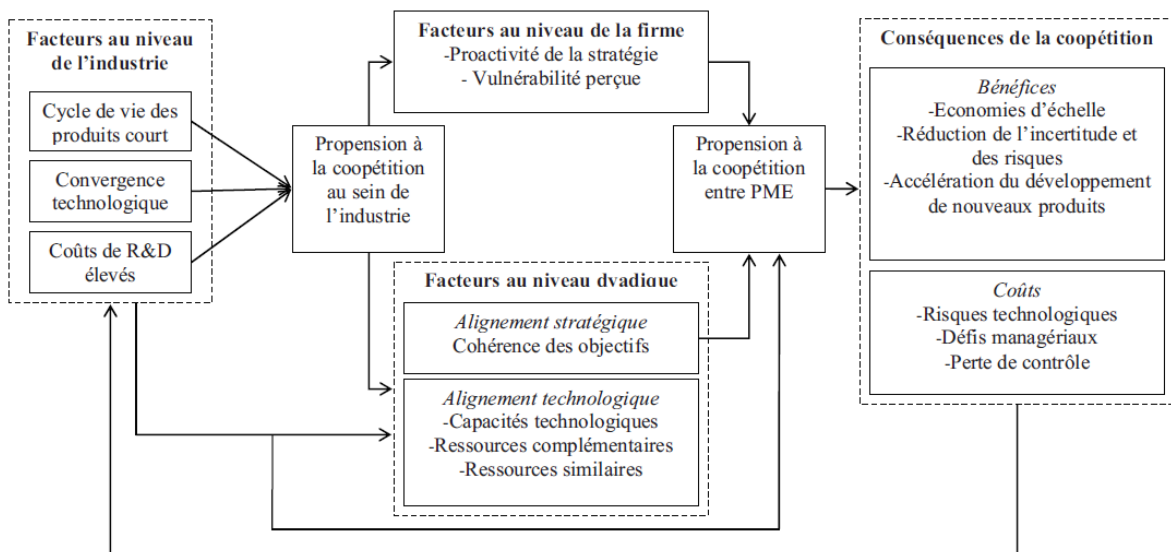 Facteurs au niveau
de l'industrie
Cycle de vie des
produits court
Convergence
technologique
Coûts de R&D
élevés
Propension à
la coopétition
au sein de
l'industrie
Facteurs au niveau de la firme
-Proactivité de la stratégie
- Vulnérabilité perçue
Facteurs au niveau dyadique
Alignement stratégique
Cohérence des objectifs
Alignement technologique
-Capacités technologiques
-Ressources complémentaires
-Ressources similaires
Propension à
la coopétition
entre PME
Conséquences de la coopétition
Bénéfices
-Economies d'échelle
-Réduction de l'incertitude et
des risques
-Accélération du développement
de nouveaux produits
Coûts
-Risques technologiques
-Défis managériaux
-Perte de contrôle